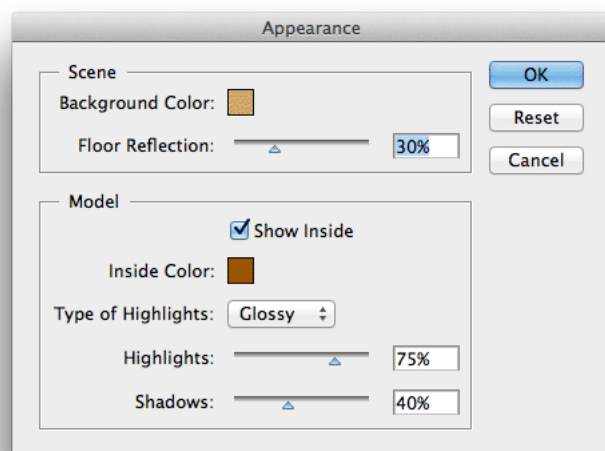 Appearance
Scene
Background Color:
Floor Reflection: 30%
OK
Reset
Cancel
Model
Show Inside
Inside Color:
Type of Highlights: Glossy
Highlights: 75%
Shadows: 40%